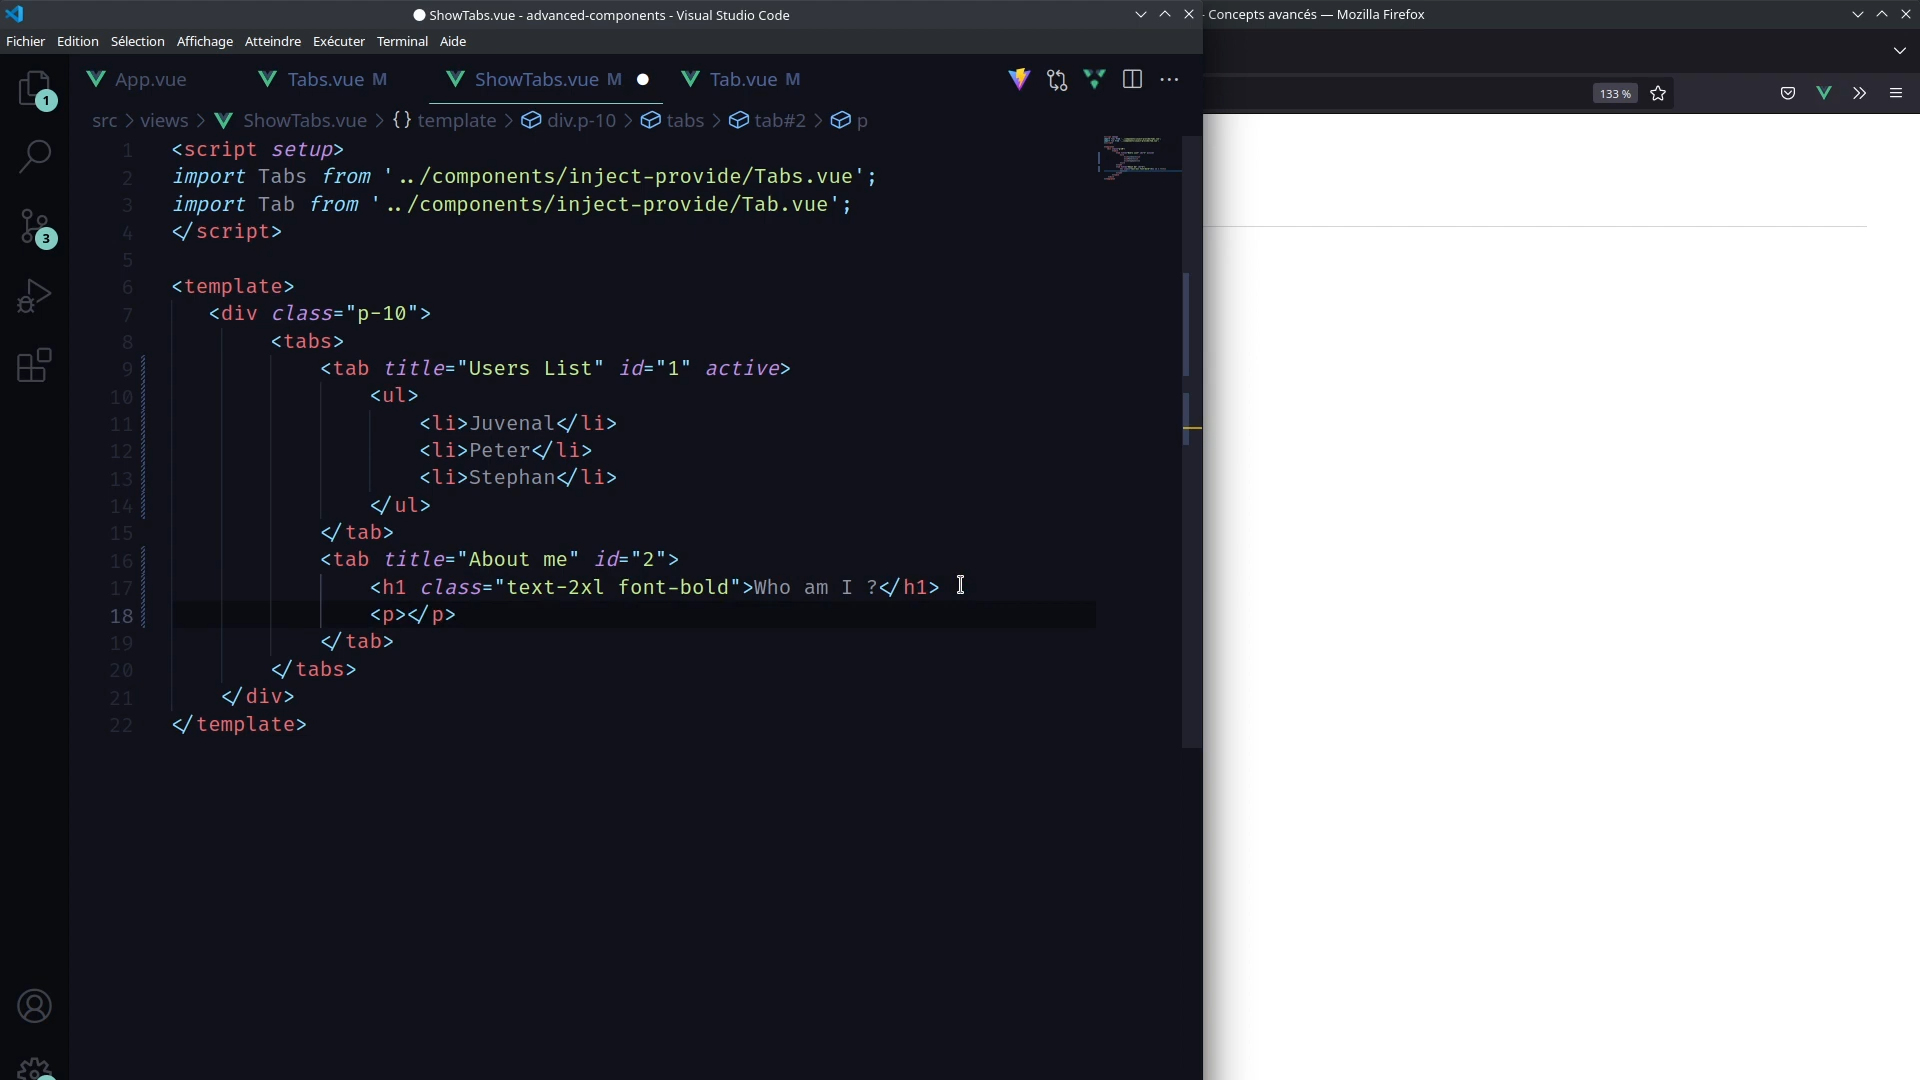 ShowTabs.vue - advanced-components - Visual Studio Code
Concepts avancés — Mozilla Firefox
Fichier Edition Sélection Affichage Atteindre Exécuter Terminal Aide
App.vue Tabs.vue M ShowTabs.vue M Tab.vue M
133 %
src > views > ShowTabs.vue > {} template > div.p-10 > tabs > tab#2 > p
1
3
1 <script setup>
2 import Tabs from '../components/inject-provide/Tabs.vue';
3 import Tab from '../components/inject-provide/Tab.vue';
4 </script>
5
6 <template>
7 <div class="p-10">
8 <tabs>
9 <tab title="Users List" id="1" active>
10 <ul>
11 <li>Juvenal</li>
12 <li>Peter</li>
13 <li>Stephan</li>
14 </ul>
15 </tab>
16 <tab title="About me" id="2">
17 <h1 class="text-2xl font-bold">Who am I ?</h1>
18 <p></p>
19 </tab>
20 </tabs>
21 </div>
22 </template>